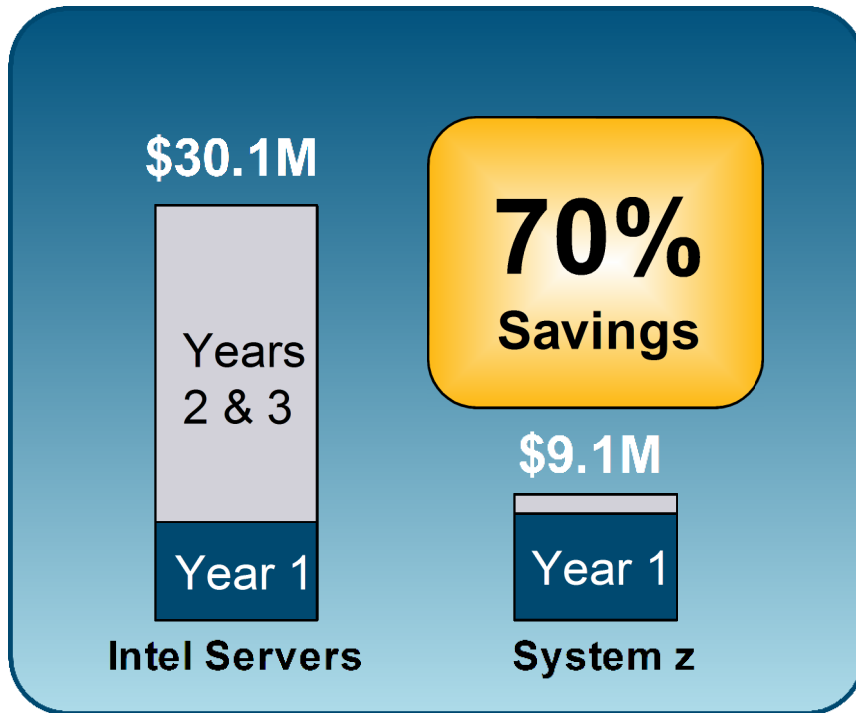 $30.1M
Years
2 & 3
Year 1
Intel Servers
70%
Savings
$9.1M
Year 1
System z